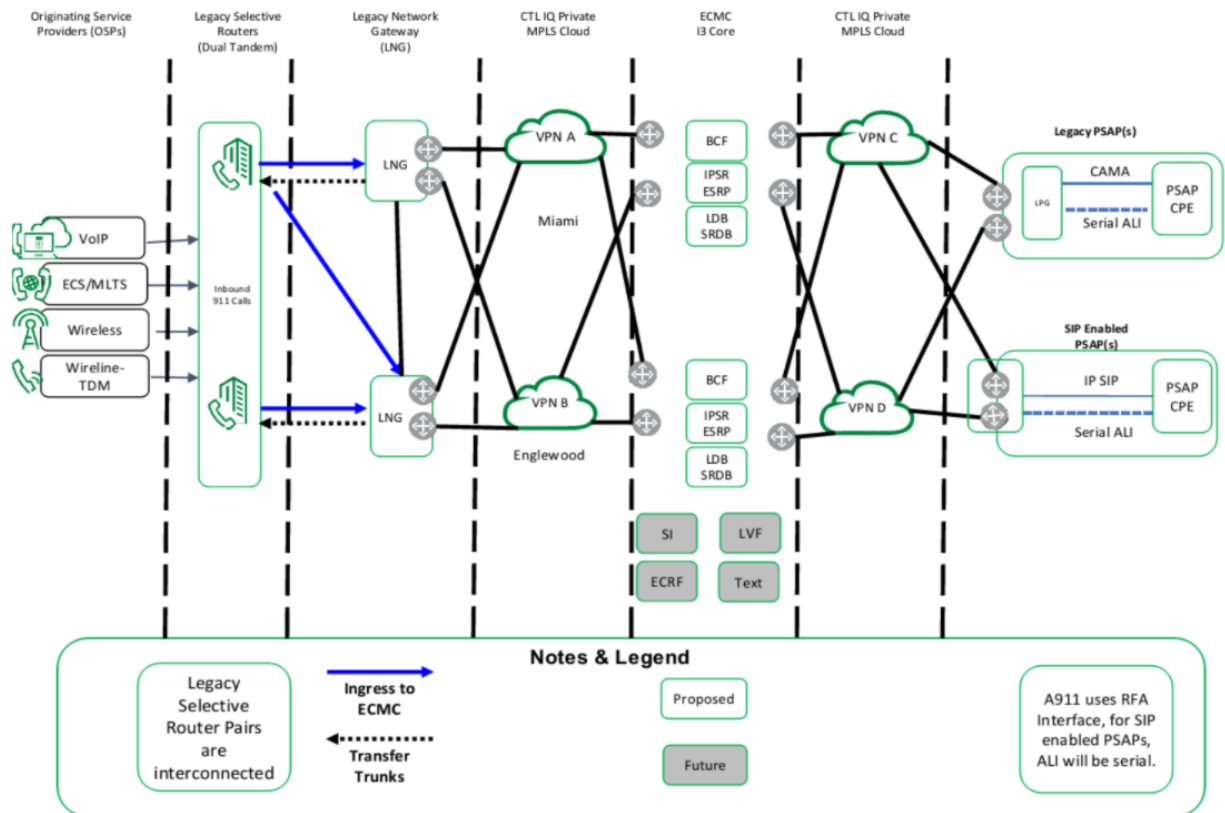 Originating Service
Providers (OSPs)
Legacy Selective
Routers
(Dual Tandem)
Legacy Network
Gateway
(LNG)
CTL IQ Private
MPLS Cloud
ECMC
I3 Core
CTL IQ Private
MPLS Cloud
VoIP
ECS/MLTS
Wireless
Wireline-
TDM
Inbound
911 Calls
LNG
LNG
VPN A
Miami
VPN B
Englewood
BCF
IPSR
ESRP
LDB
SRDB
BCF
IPSR
ESRP
LDB
SRDB
SI
LVF
ECRF
Text
VPN C
VPN D
Legacy PSAP(s)
CAMA
LPG
Serial ALI
PSAP
CPE
SIP Enabled
PSAP(s)
IP SIP
Serial ALI
PSAP
CPE
Notes & Legend
Legacy
Selective
Router Pairs
are
interconnected
Ingress to
ECMC
Transfer
Trunks
Proposed
Future
A911 uses RFA
Interface, for SIP
enabled PSAPs,
ALI will be serial.